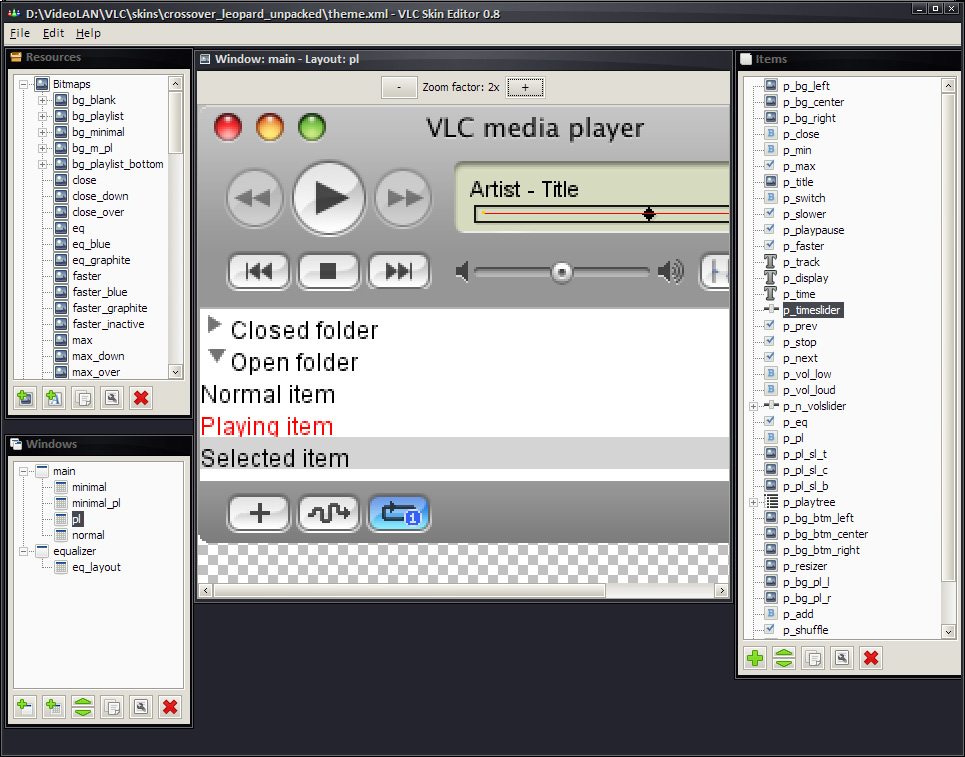 D:\VideoLAN\VLC\skins\crossover_leopard_unpacked\theme.xml - VLC Skin Editor 0.8
File Edit Help
Resources
Bitmaps
bg_blank
bg_playlist
bg_minimal
bg_m_pl
bg_playlist_bottom
close
close_down
close_over
eq
eq_blue
eq_graphite
faster
faster_blue
faster_graphite
faster_inactive
max
max_down
max_over
Windows
main
minimal
minimal_pl
pl
normal
equalizer
eq_layout
Window: main - Layout: pl
- Zoom factor: 2x +
VLC media player
Artist - Title
Closed folder
Open folder
Normal item
Playing item
Selected item
1
Items
p_bg_left
p_bg_center
p_bg_right
p_close
p_min
p_max
p_title
p_switch
p_slower
p_playpause
p_faster
p_track
p_display
p_time
p_timeslider
p_prev
p_stop
p_next
p_vol_low
p_vol_loud
p_n_volslider
p_eq
p_pl
p_pl_sl_t
p_pl_sl_c
p_pl_sl_b
p_playtree
p_bg_btm_left
p_bg_btm_center
p_bg_btm_right
p_resizer
p_bg_pl_l
p_bg_pl_r
p_add
p_shuffle